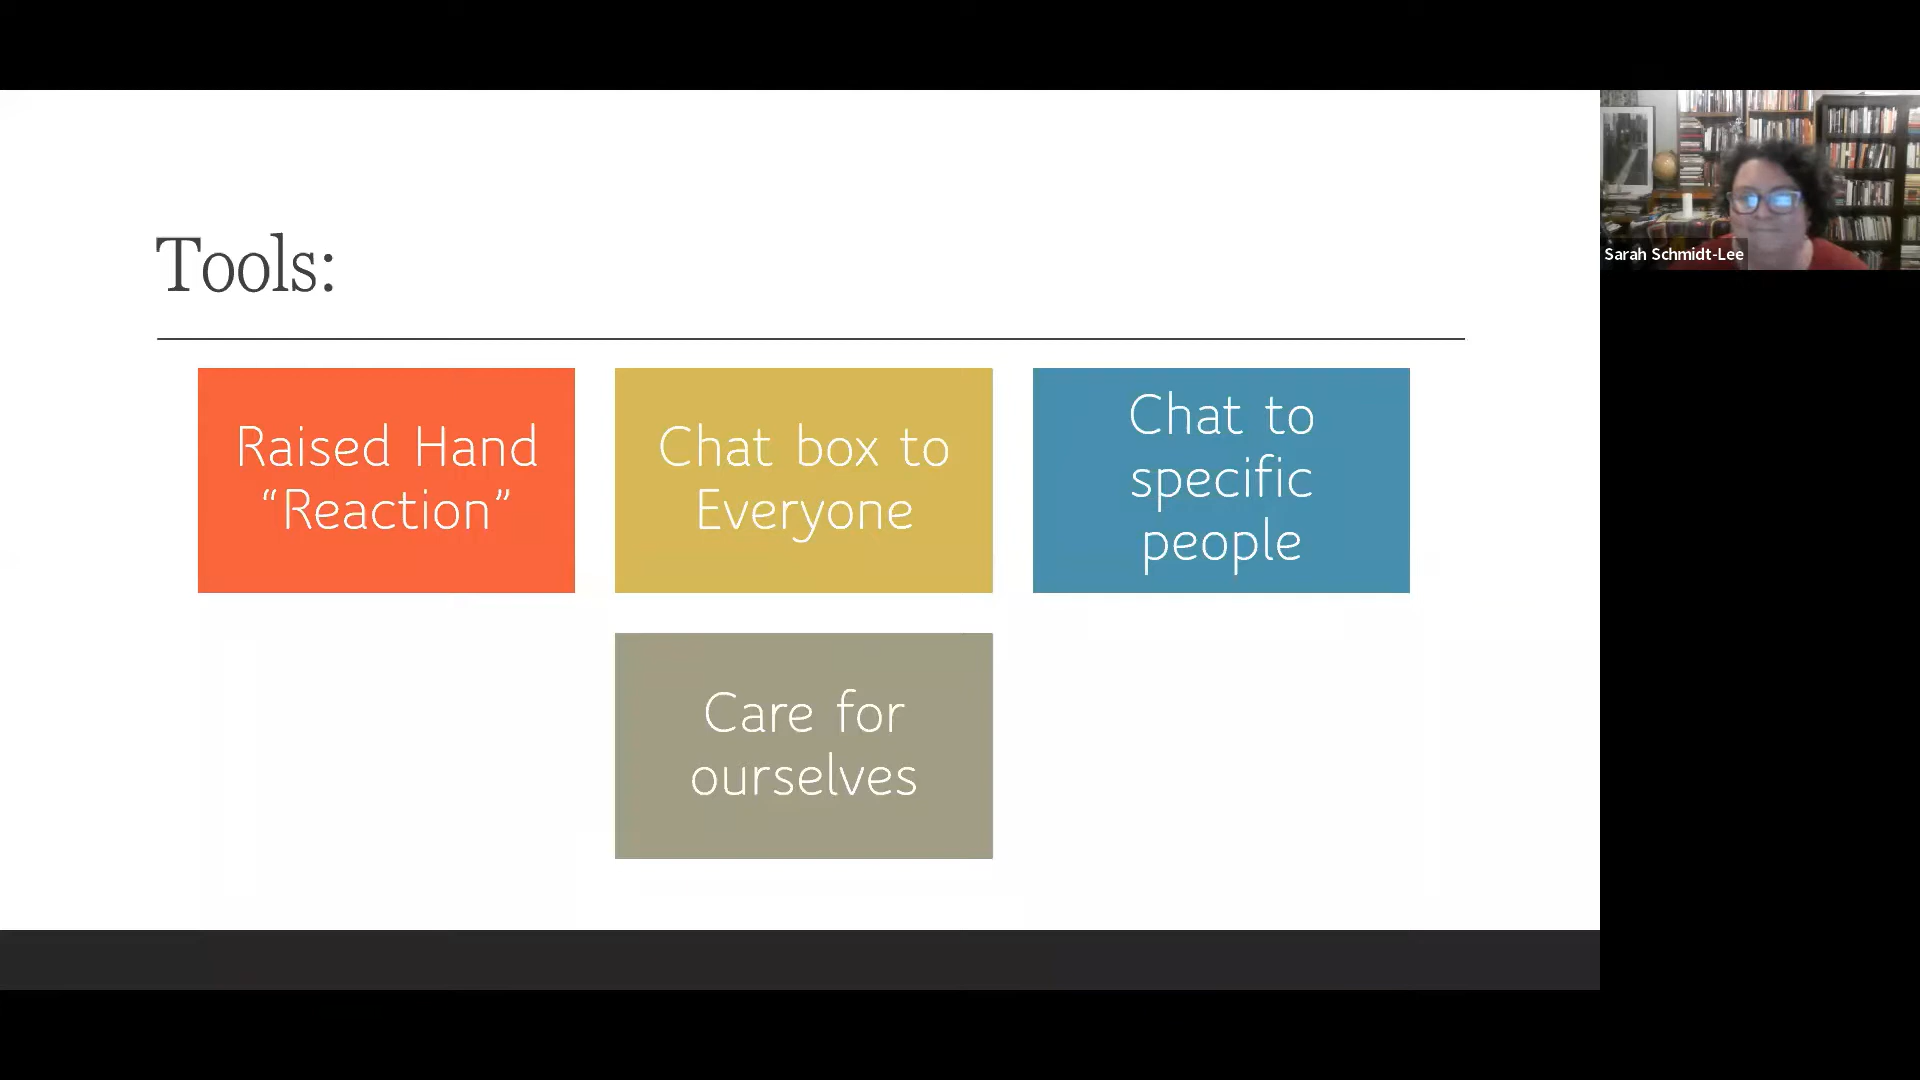 Tools:
Raised Hand
“Reaction”
Chat box to
Everyone
Chat to
specific
people
Care for
ourselves
Sarah Schmidt-Lee